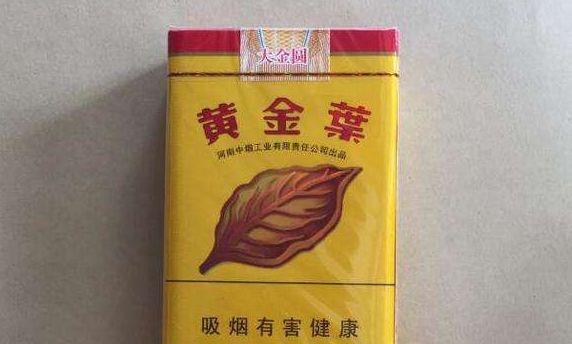 大金圆
黄金葉
河南中烟工业有限责任公司出品
吸烟有害健康